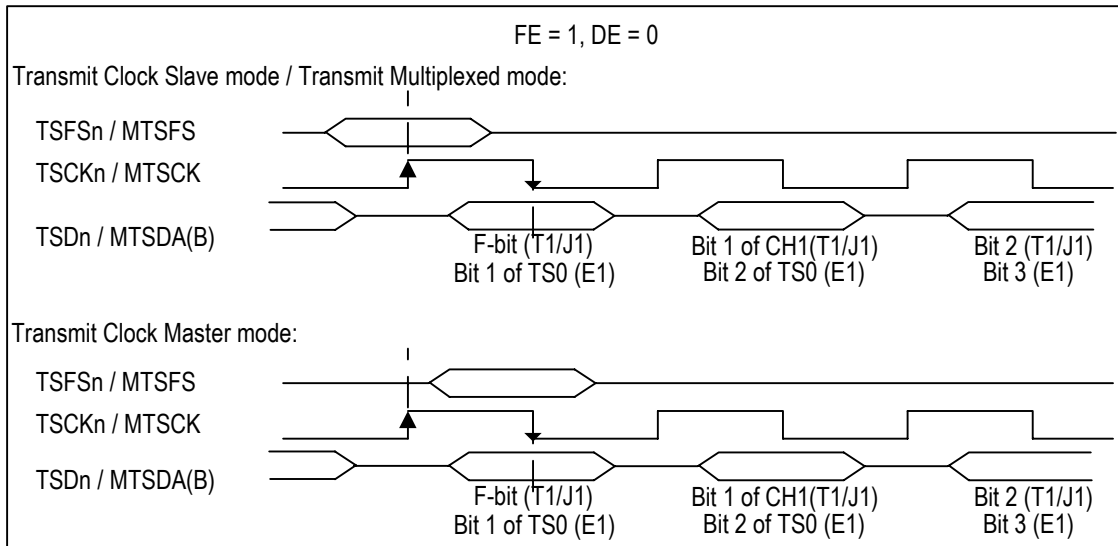 FE = 1, DE = 0
Transmit Clock Slave mode / Transmit Multiplexed mode:
TSFSn / MTSFS
TSCKn / MTSCK
TSDn / MTSDA(B)
F-bit (T1/J1)
Bit 1 of TS0 (E1)
Bit 1 of CH1(T1/J1)
Bit 2 of TS0 (E1)
Bit 2 (T1/J1)
Bit 3 (E1)
Transmit Clock Master mode:
TSFSn / MTSFS
TSCKn / MTSCK
TSDn / MTSDA(B)
F-bit (T1/J1)
Bit 1 of TS0 (E1)
Bit 1 of CH1(T1/J1)
Bit 2 of TS0 (E1)
Bit 2 (T1/J1)
Bit 3 (E1)